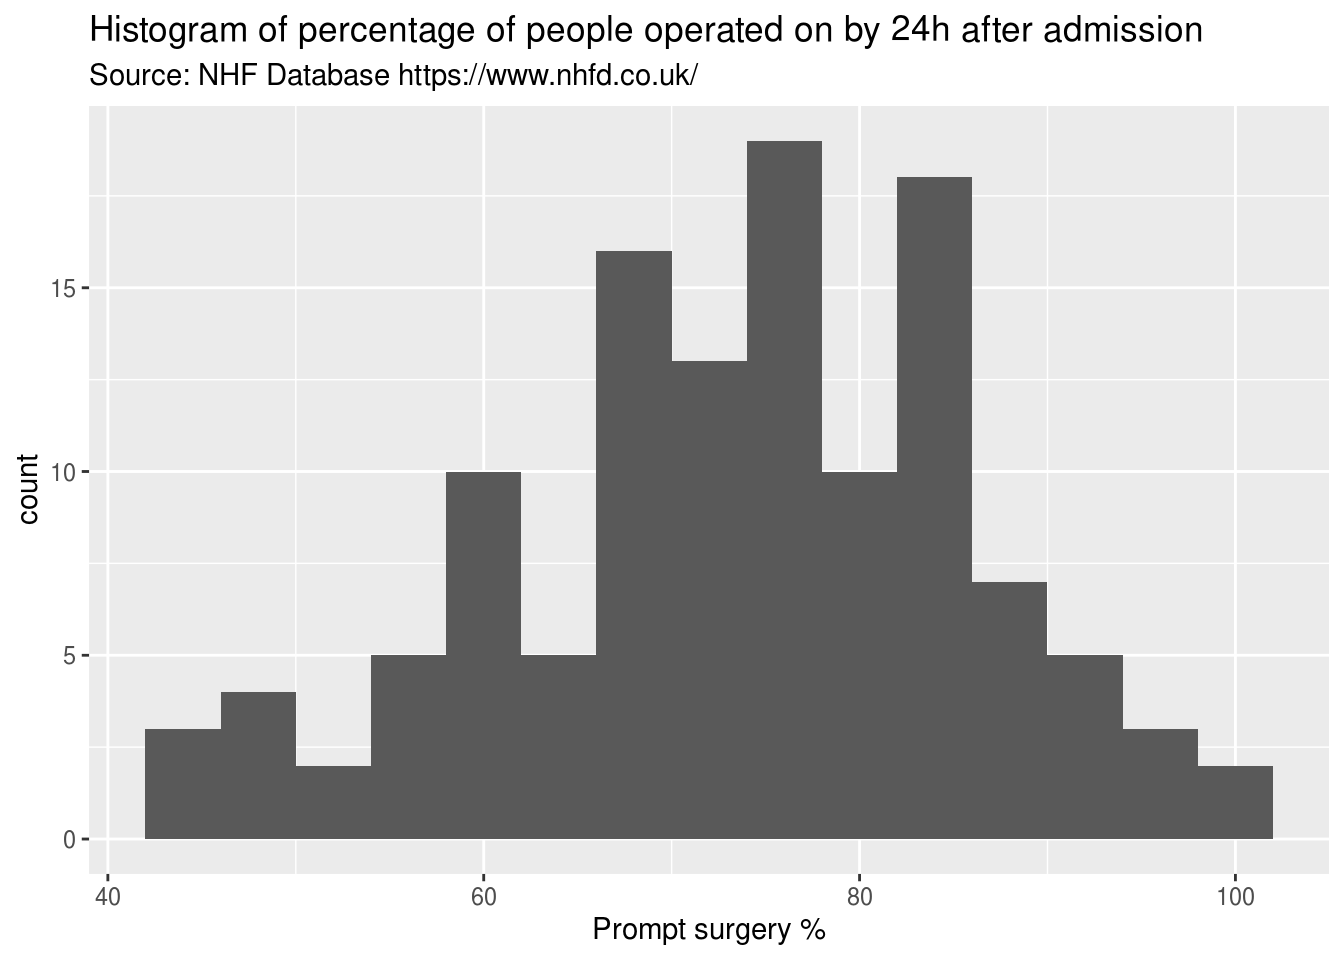 Histogram of percentage of people operated on by 24h after admission
Source: NHF Database https://www.nhfd.co.uk/
count
15
10
5
0
40 60 80 100
Prompt surgery %